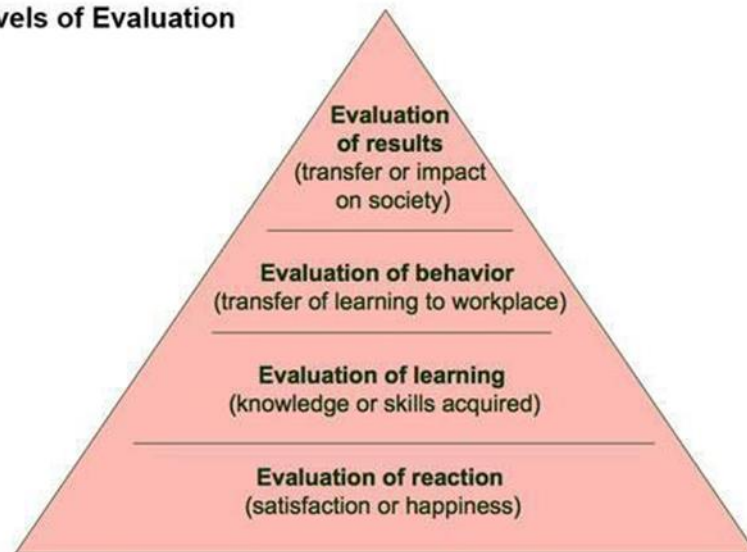 vels of Evaluation
Evaluation
of results
(transfer or impact
on society)
Evaluation of behavior
(transfer of learning to workplace)
Evaluation of learning
(knowledge or skills acquired)
Evaluation of reaction
(satisfaction or happiness)